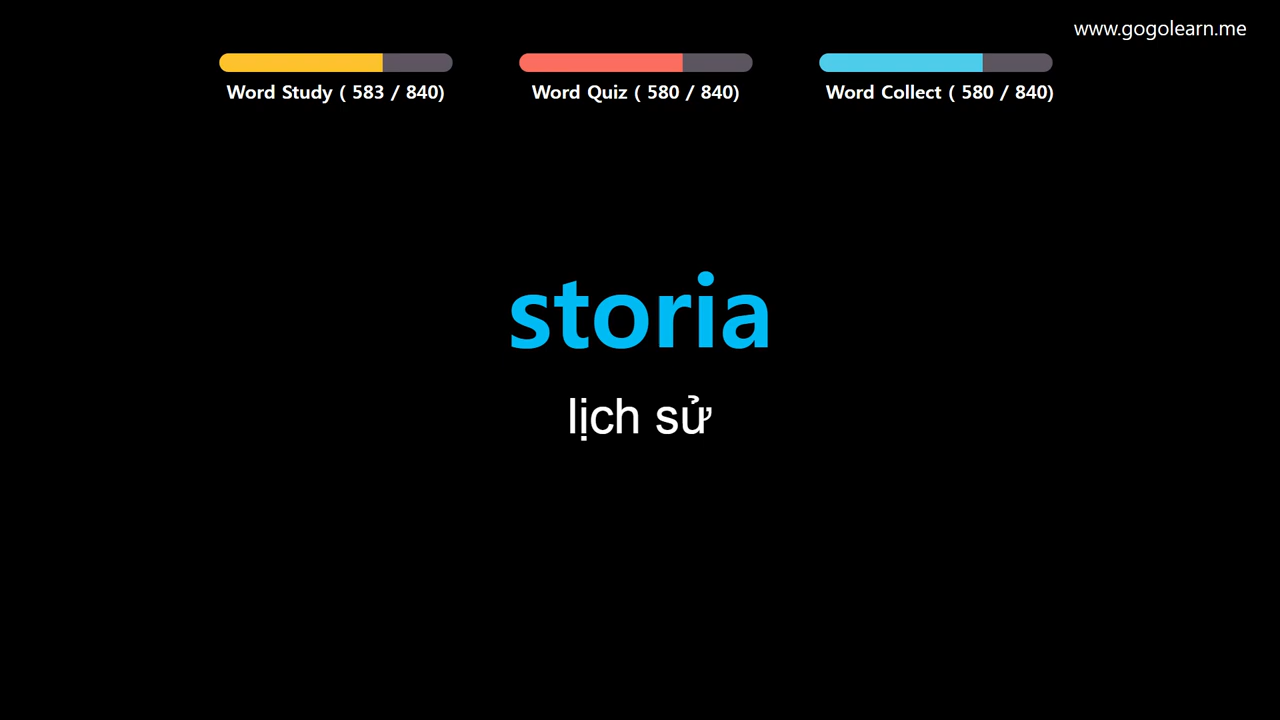 www.gogolearn.me
Word Study ( 583 / 840)
Word Quiz ( 580 / 840)
Word Collect ( 580 / 840)
storia
lịch sử